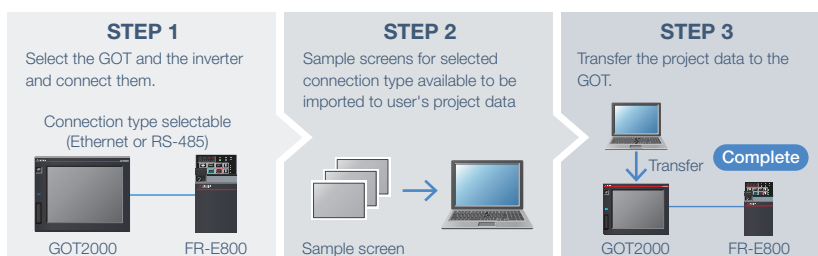 STEP 1
Select the GOT and the inverter
and connect them.
Connection type selectable
(Ethernet or RS-485)
GOT2000
FR-E800
STEP 2
Sample screens for selected
connection type available to be
imported to user's project data
Sample screen
STEP 3
Transfer the project data to the
GOT.
Transfer
Complete
GOT2000
FR-E800